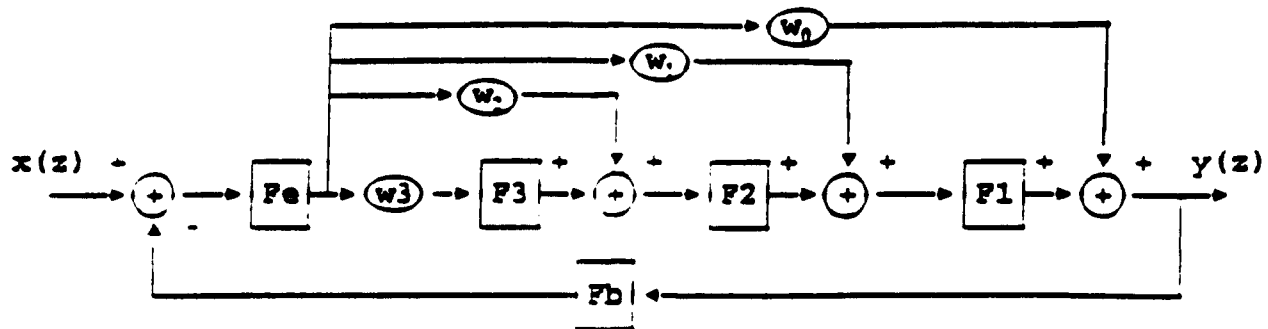 w₀
w₁
w₂
x(z) + + + + + + + y(z)
+ Fe w3 F3 + F2 + F1 +
-
Fb